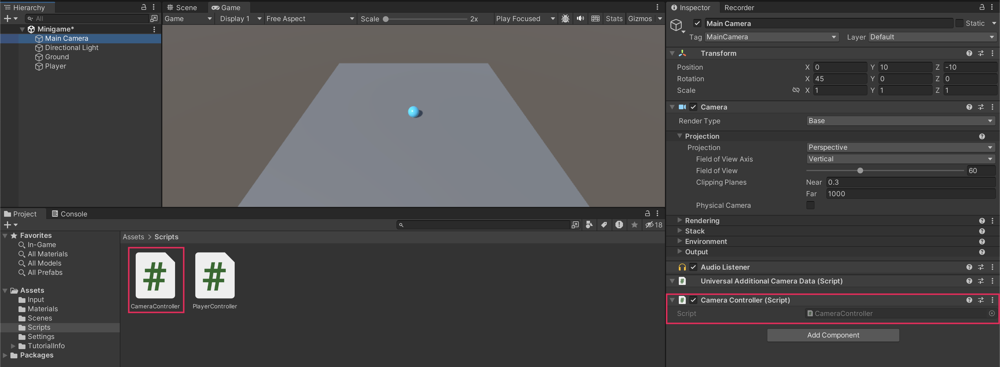 Hierarchy
All
Minigame*
Main Camera
Directional Light
Ground
Player
Scene
Game
Game
Display 1
Free Aspect
Scale
2x
Play Focused
Stats
Gizmos
Project
Console
18
Favorites
In-Game
All Materials
All Models
All Prefabs
Assets
Input
Materials
Scenes
Scripts
Settings
TutorialInfo
Packages
Assets > Scripts
CameraController
PlayerController
Inspector
Recorder
Main Camera
Static
Tag MainCamera
Layer Default
Transform
Position X 0 Y 10 Z -10
Rotation X 45 Y 0 Z 0
Scale X 1 Y 1 Z 1
Camera
Render Type Base
Projection
Projection Perspective
Field of View Axis Vertical
Field of View 60
Clipping Planes Near 0.3
Far 1000
Physical Camera
Rendering
Stack
Environment
Output
Audio Listener
# Universal Additional Camera Data (Script)
# Camera Controller (Script)
Script # CameraController
Add Component